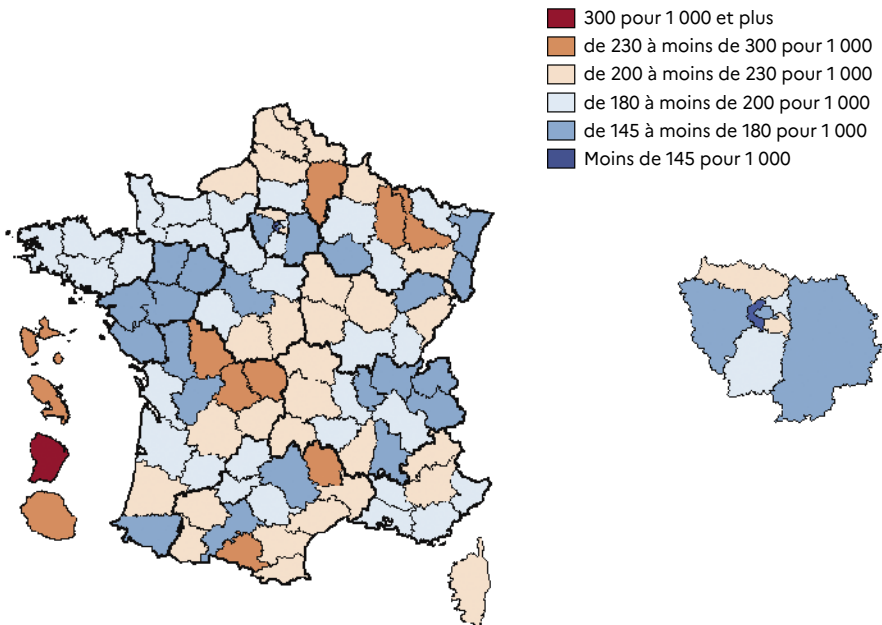 300 pour 1 000 et plus
de 230 à moins de 300 pour 1 000
de 200 à moins de 230 pour 1 000
de 180 à moins de 200 pour 1 000
de 145 à moins de 180 pour 1 000
Moins de 145 pour 1 000